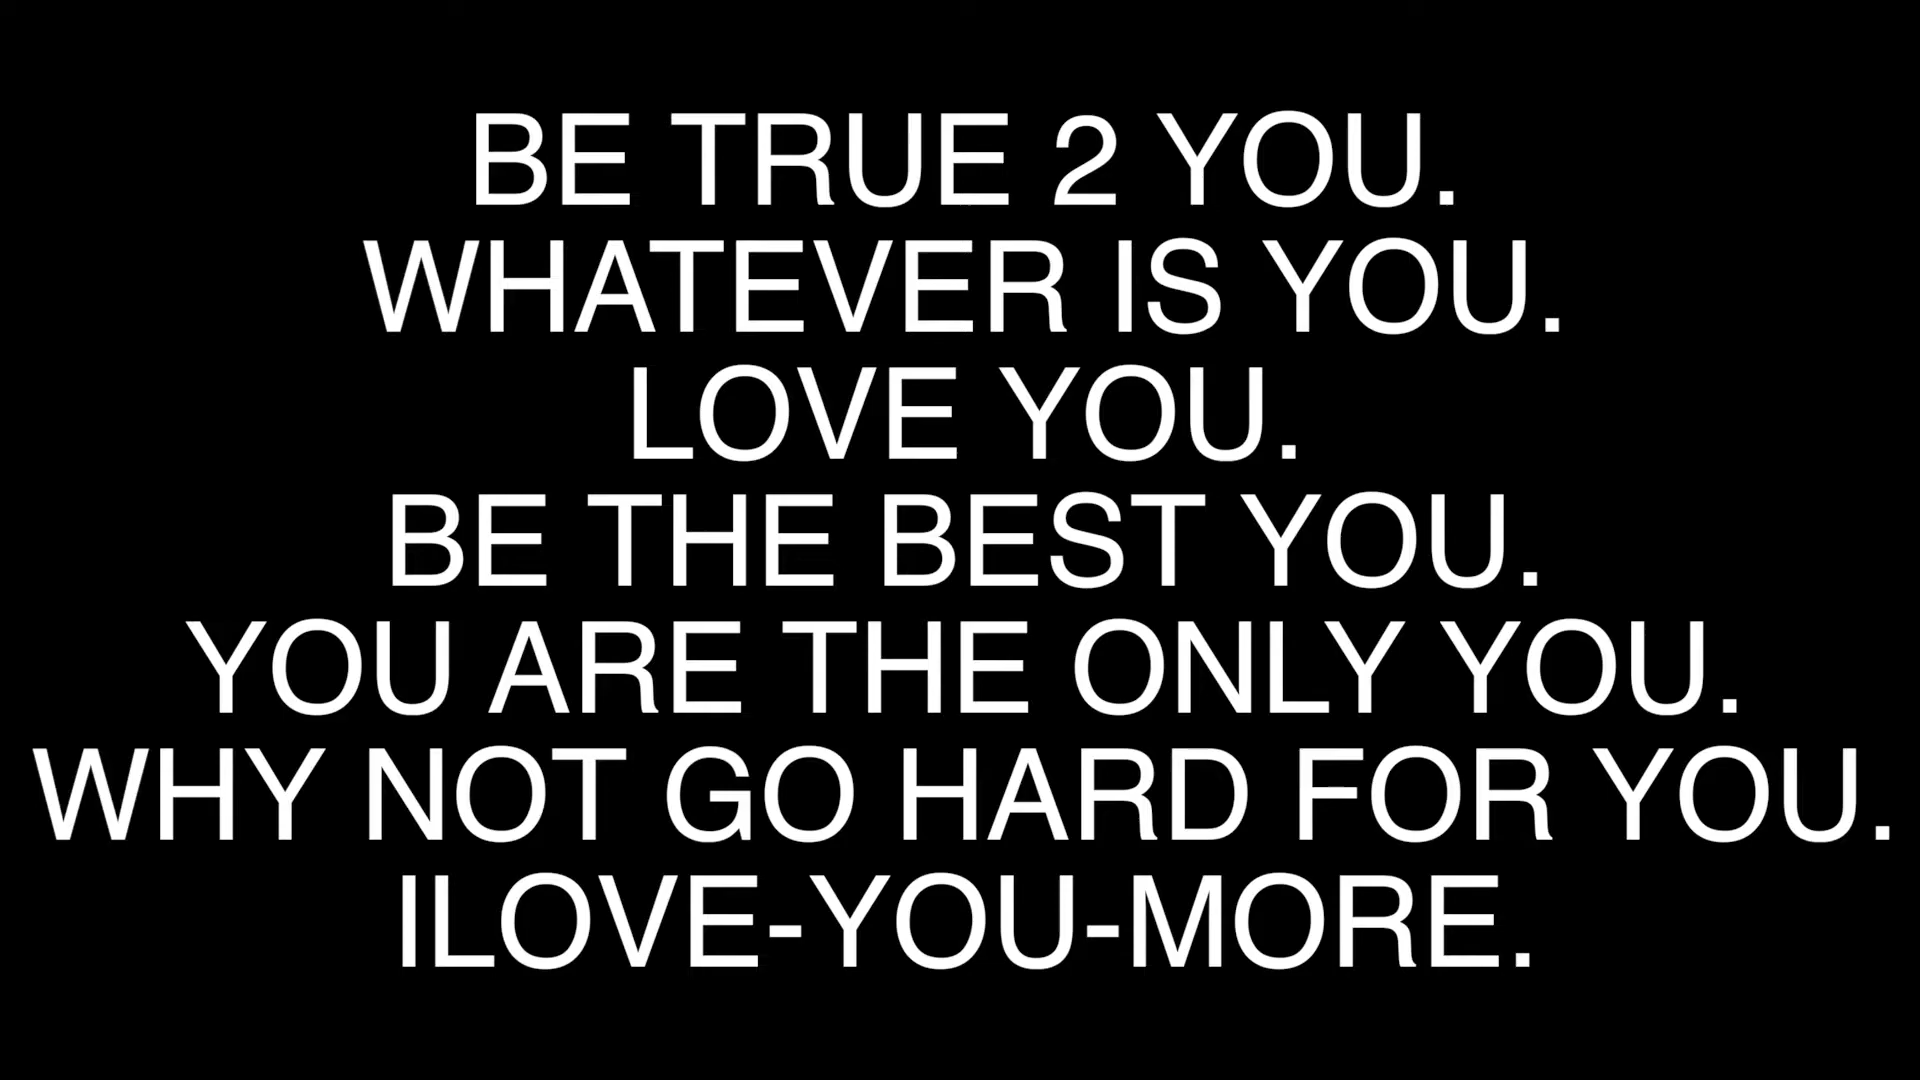 BE TRUE 2 YOU.
WHATEVER IS YOU.
LOVE YOU.
BE THE BEST YOU.
YOU ARE THE ONLY YOU.
WHY NOT GO HARD FOR YOU.
ILOVE-YOU-MORE.